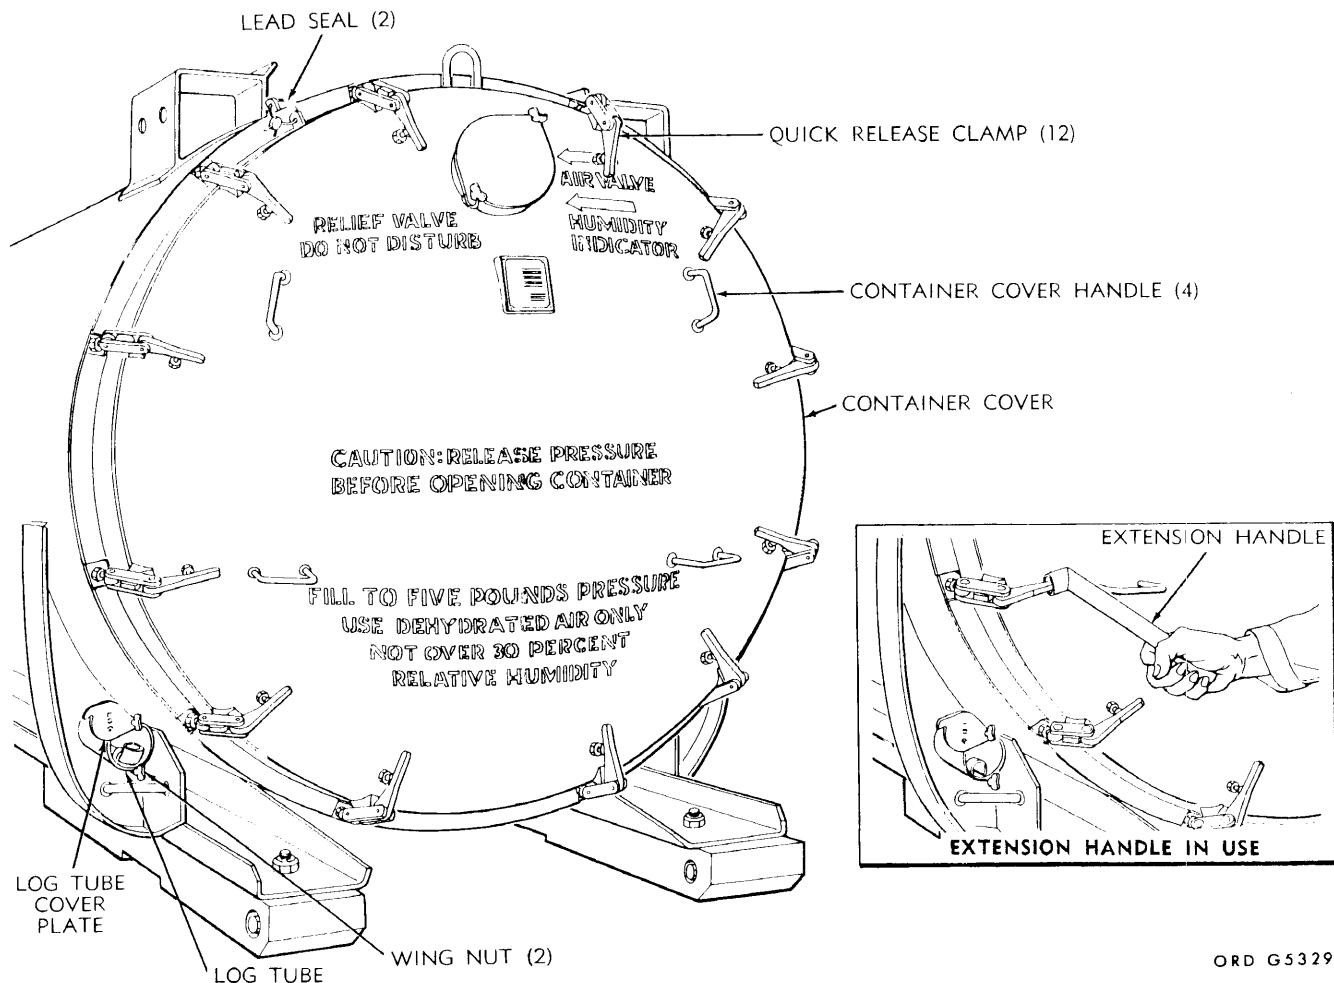 LEAD SEAL (2)
QUICK RELEASE CLAMP (12)
AIR VALVE
RELIEF VALVE
DO NOT DISTURB
HUMIDITY
INDICATOR
CONTAINER COVER HANDLE (4)
CONTAINER COVER
CAUTION: RELEASE PRESSURE
BEFORE OPENING CONTAINER
FILL TO FIVE POUNDS PRESSURE
USE DEHYDRATED AIR ONLY
NOT OVER 30 PERCENT
RELATIVE HUMIDITY
EXTENSION HANDLE
EXTENSION HANDLE IN USE
LOG TUBE
COVER
PLATE
LOG TUBE
WING NUT (2)
ORD G5329